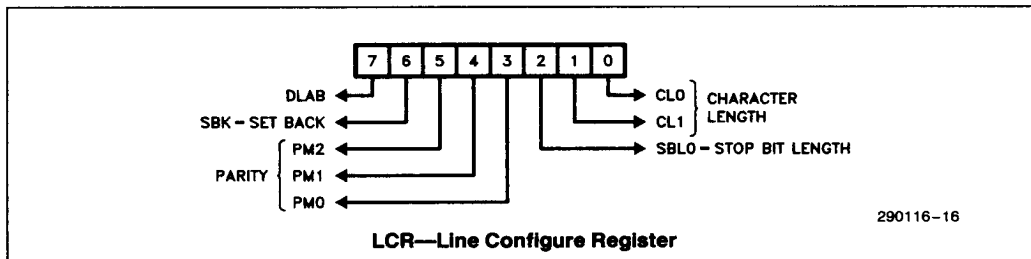 7 6 5 4 3 2 1 0
DLAB
SBK – SET BACK
PM2
PARITY
PM1
PM0
CL0
CL1
CHARACTER
LENGTH
SBL0 – STOP BIT LENGTH
290116–16
LCR—Line Configure Register